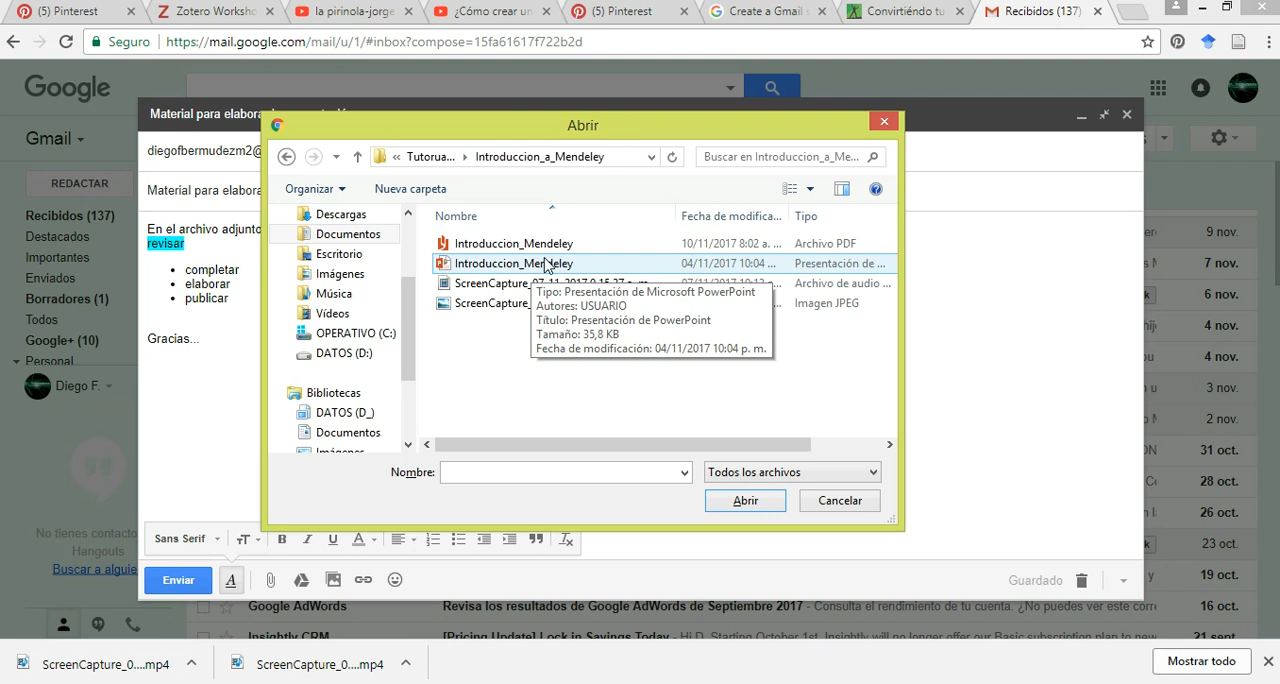 (5) Pinterest
Zotero Worksho
la pirinola-jorge
¿Cómo crear un
(5) Pinterest
Create a Gmail s
Convirtiéndo tu
Recibidos (137)
Seguro
https://mail.google.com/mail/u/1/#inbox?compose=15fa61617f722b2d
Google
Gmail
REDACTAR
Recibidos (137)
Destacados
Importantes
Enviados
Borradores (1)
Todos
Google+ (10)
Personal
Diego F.
No tienes contacto
Hangouts
Buscar a alguie
Material para elabora
diegofbermudezm2@
Material para elabora
En el archivo adjunto
revisar
completar
elaborar
publicar
Gracias...
Abrir
« Tutorua... Introduccion_a_Mendeley
Buscar en Introduccion_a_Me...
Organizar
Nueva carpeta
Descargas
Documentos
Escritorio
Imágenes
Música
Vídeos
OPERATIVO (C:)
DATOS (D:)
Bibliotecas
DATOS (D_)
Documentos
Nombre Fecha de modifica... Tipo
Introduccion_Mendeley 10/11/2017 8:02 a. ... Archivo PDF
Introduccion_Mendeley 04/11/2017 10:04 ... Presentación de ...
ScreenCapture_ Archivo de audio ...
ScreenCapture_ Imagen JPEG
Tipo: Presentación de Microsoft PowerPoint
Autores: USUARIO
Título: Presentación de PowerPoint
Tamaño: 35,8 KB
Fecha de modificación: 04/11/2017 10:04 p. m.
Nombre:
Todos los archivos
Abrir
Cancelar
9 nov.
7 nov.
6 nov.
4 nov.
4 nov.
3 nov.
2 nov.
31 oct.
28 oct.
26 oct.
23 oct.
19 oct.
16 oct.
21 sept.
Sans Serif
Enviar
Guardado
Google AdWords Revisa los resultados de Google AdWords de Septiembre 2017 - Consulta el rendimiento de tu cuenta. ¿No puedes ver este corre
Insightly CRM [Pricing Update] Lock in Savings Today - Hi D, Starting October 1st, Insightly will no longer offer our Basic subscription plan to new
ScreenCapture_0....mp4
ScreenCapture_0....mp4
Mostrar todo